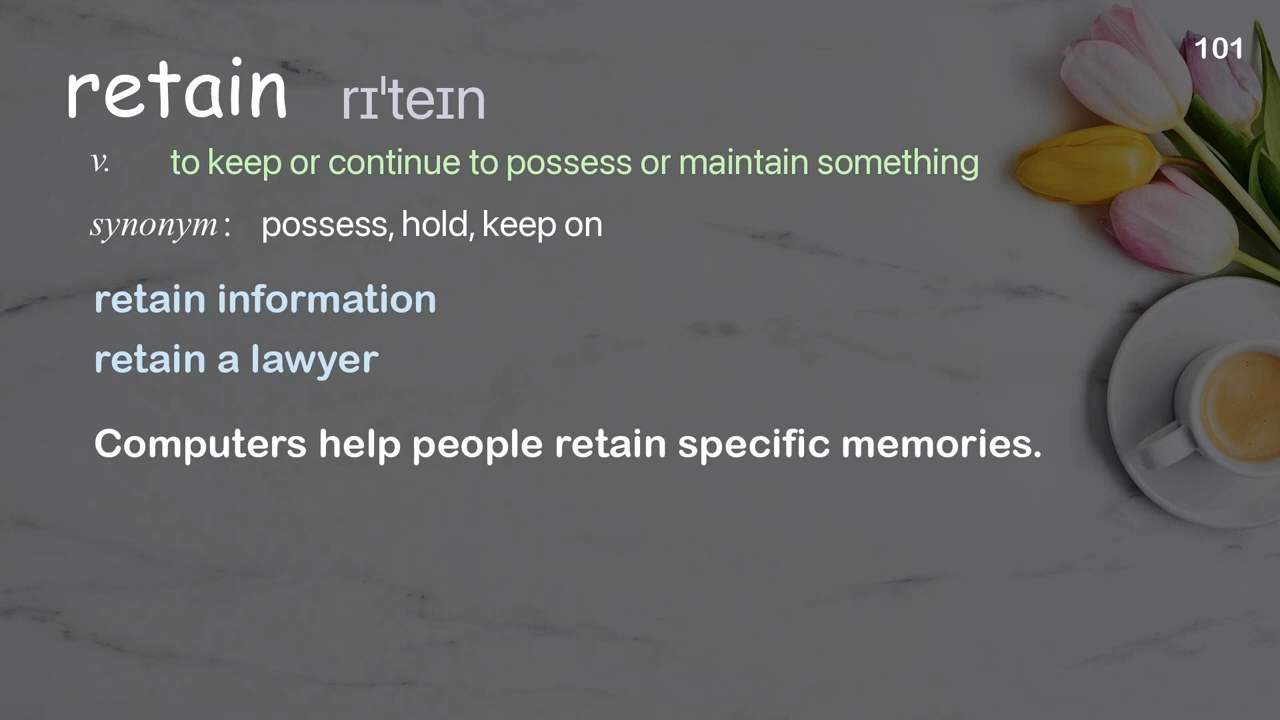 101
retain rɪˈteɪn
v. to keep or continue to possess or maintain something
synonym: possess, hold, keep on
retain information
retain a lawyer
Computers help people retain specific memories.